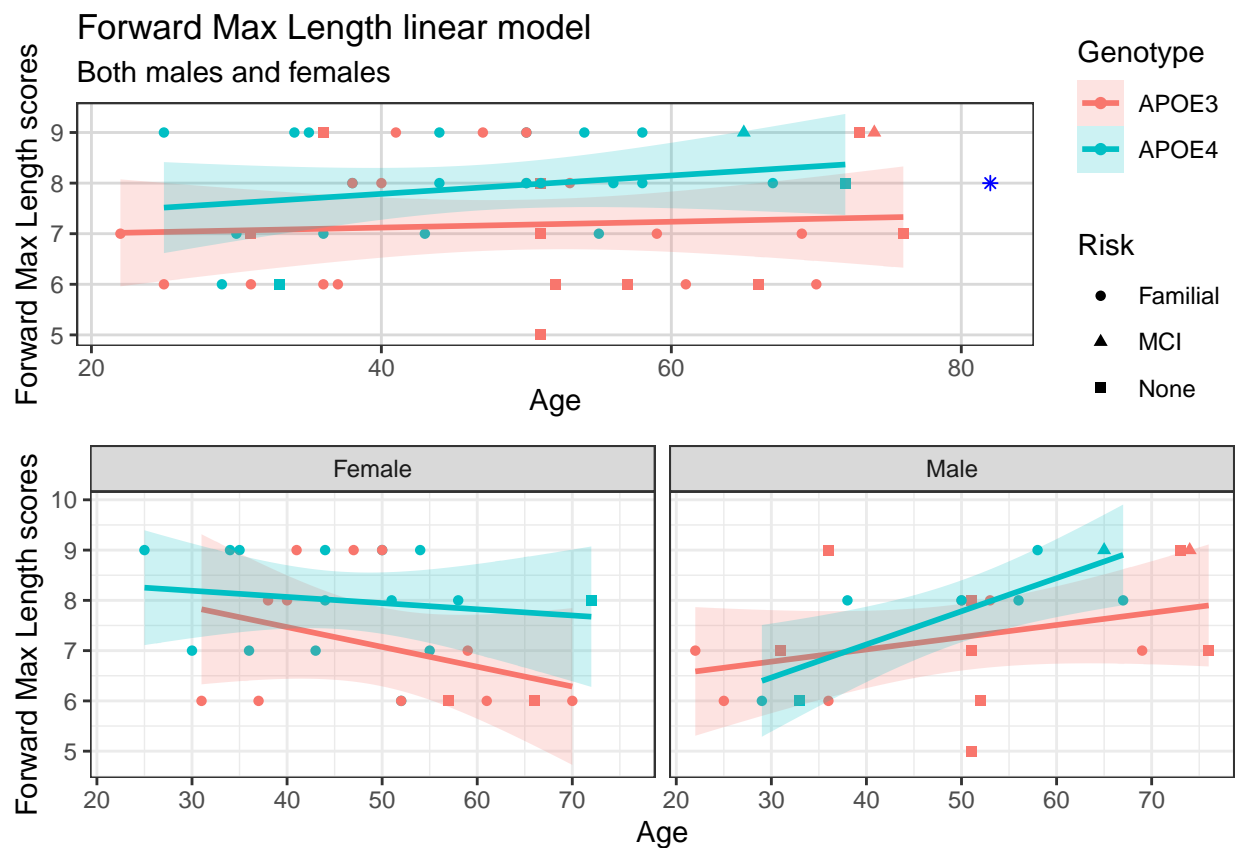 Forward Max Length linear model
Both males and females
Forward Max Length scores
9
8
7
6
5
20 40 60 80
Age
Genotype
APOE3
APOE4
Risk
Familial
MCI
None
Female Male
Forward Max Length scores
10
9
8
7
6
5
20 30 40 50 60 70 20 30 40 50 60 70
Age